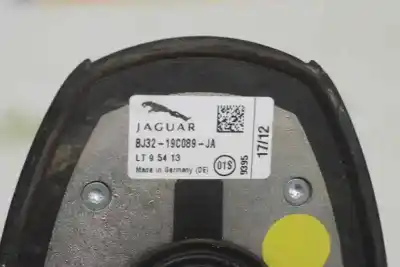 JAGUAR
BJ32-19C089-JA
LT 9 54 13
Made in Germany (DE)
01S
9395
17/12